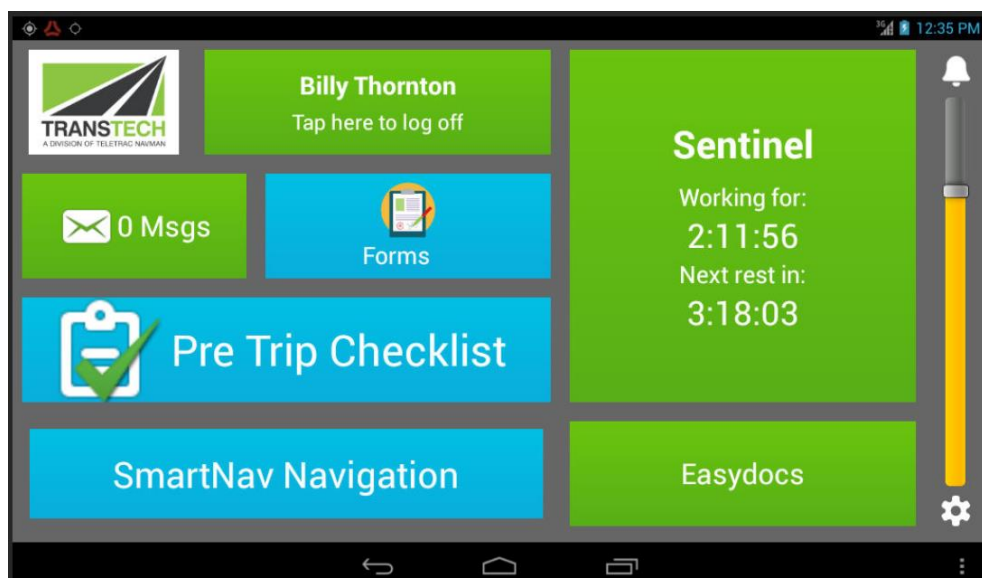 3G 12:35 PM
TRANSTECH
A DIVISION OF TELETRAC NAVMAN
Billy Thornton
Tap here to log off
0 Msgs
Forms
Pre Trip Checklist
SmartNav Navigation
Sentinel
Working for:
2:11:56
Next rest in:
3:18:03
Easydocs